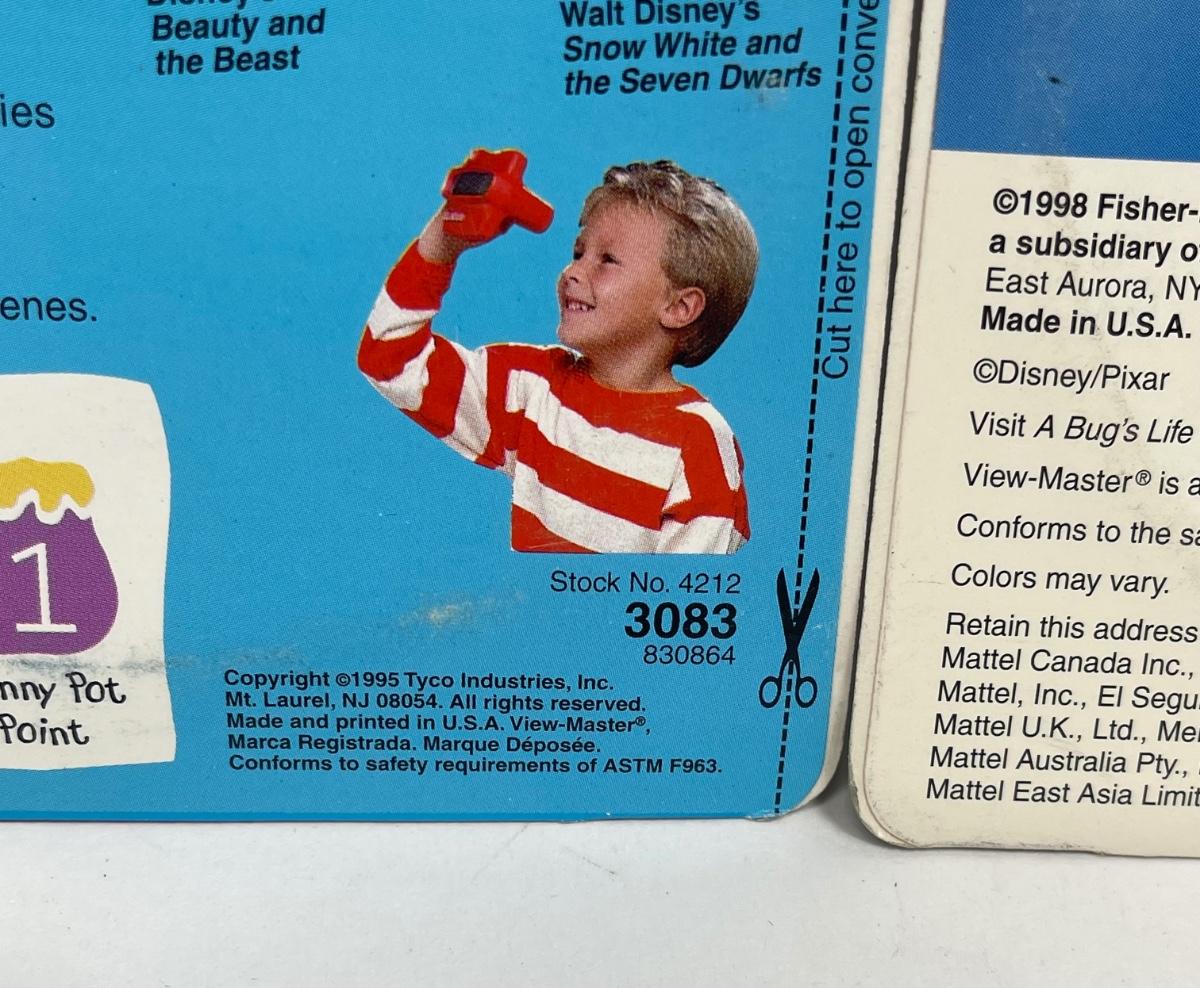 Beauty and
the Beast
Walt Disney's
Snow White and
the Seven Dwarfs
Cut here to open
ies
enes.
1
nny Pot
Point
Stock No. 4212
3083
830864
Copyright ©1995 Tyco Industries, Inc.
Mt. Laurel, NJ 08054. All rights reserved.
Made and printed in U.S.A. View-Master®,
Marca Registrada. Marque Déposée.
Conforms to safety requirements of ASTM F963.
©1998 Fisher-
a subsidiary o
East Aurora, NY
Made in U.S.A.
©Disney/Pixar
Visit A Bug's Life
View-Master® is a
Conforms to the sa
Colors may vary.
Retain this address
Mattel Canada Inc.,
Mattel, Inc., El Segu
Mattel U.K., Ltd., Me
Mattel Australia Pty.,
Mattel East Asia Limit